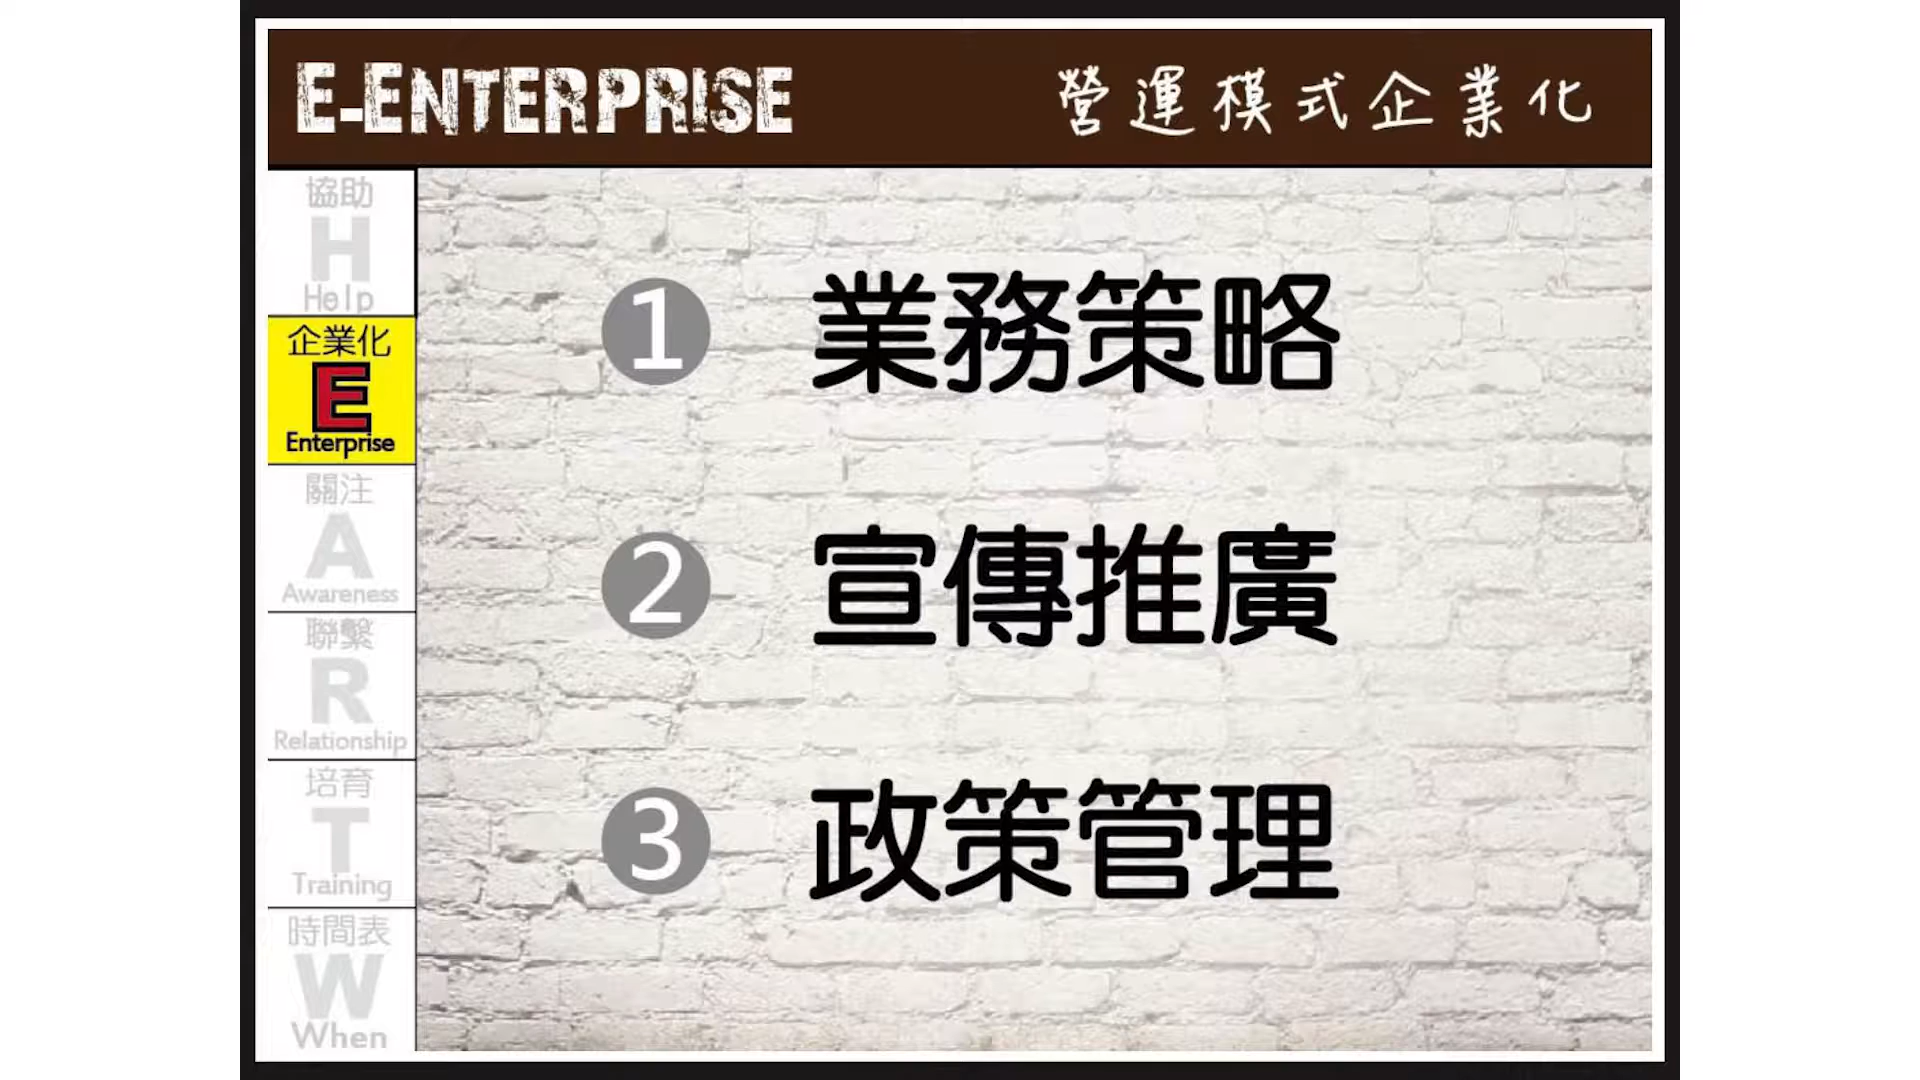 E-ENTERPRISE 營運模式企業化
協助
H
Help
企業化
E
Enterprise
關注
A
Awareness
聯繫
R
Relationship
培育
T
Training
時間表
W
When
1 業務策略
2 宣傳推廣
3 政策管理